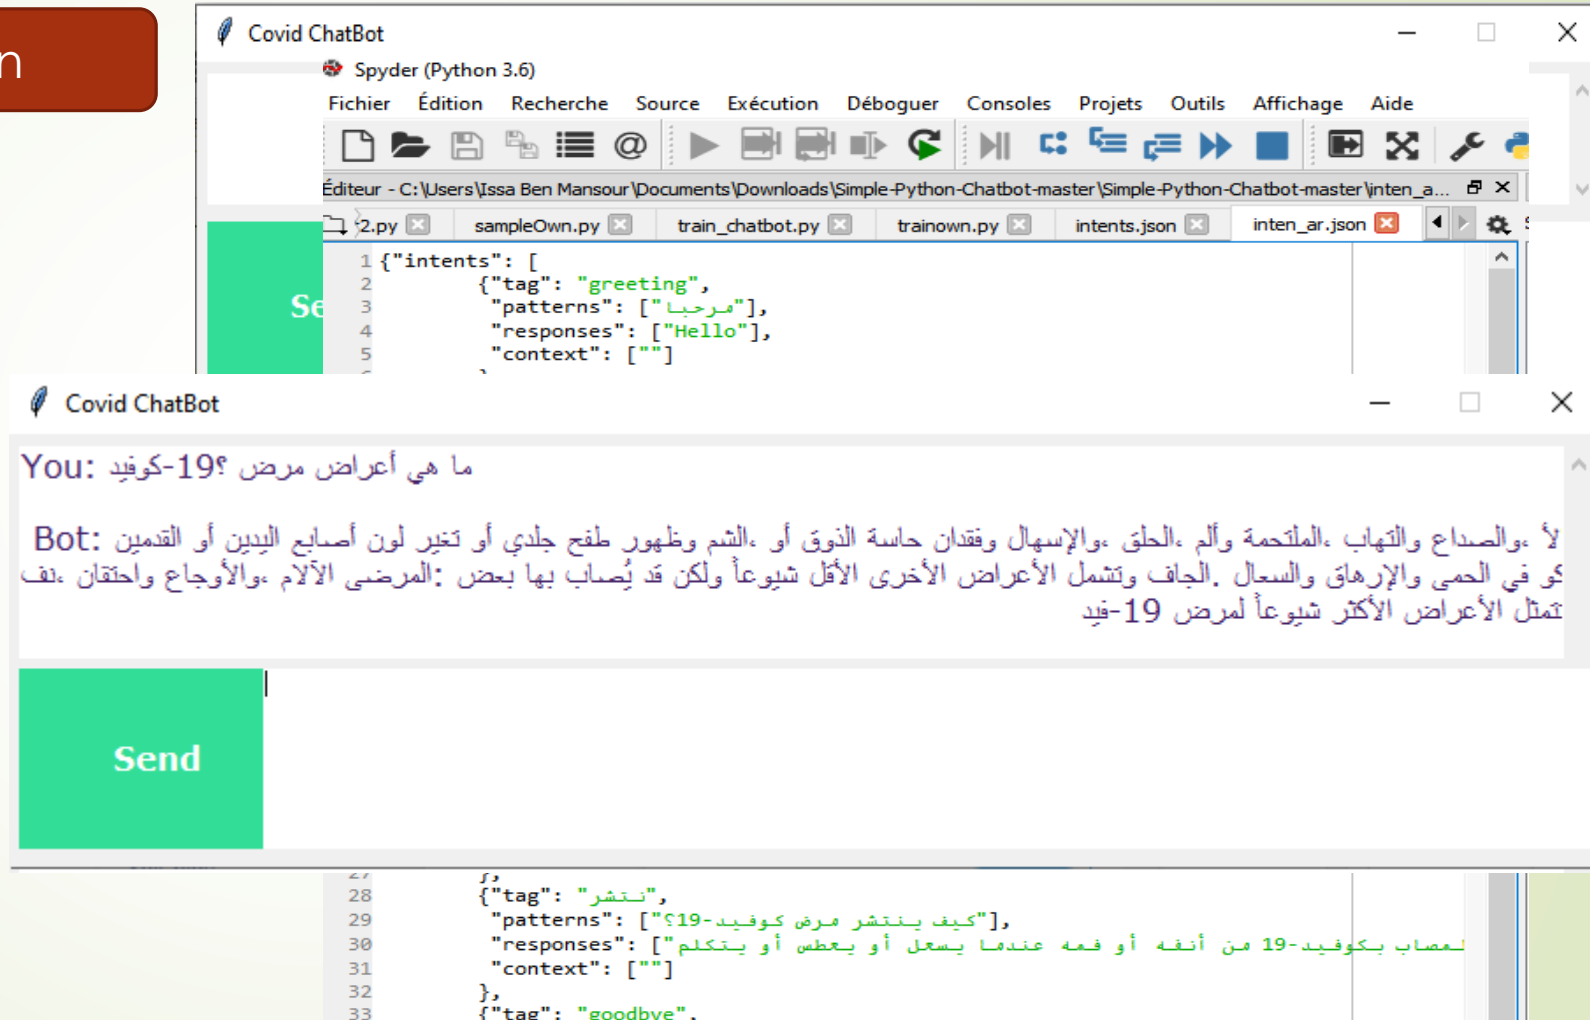 n
Covid ChatBot
Spyder (Python 3.6)
Fichier Édition Recherche Source Exécution Déboguer Consoles Projets Outils Affichage Aide
Éditeur - C:\Users\Issa Ben Mansour\Documents\Downloads\Simple-Python-Chatbot-master\Simple-Python-Chatbot-master\inten_a...
2.py sampleOwn.py train_chatbot.py trainown.py intents.json inten_ar.json
1 {"intents": [
2 {"tag": "greeting",
3 "patterns": ["مرحبا"],
4 "responses": ["Hello"],
5 "context": [""]
Se
Covid ChatBot
You: ما هي أعراض مرض ؟19-كوفيد
Bot: لأ ،والصداع والتهاب ،الملتحمة وألم ،الحلق ،والإسهال وفقدان حاسة الذوق أو ،الشم وظهور طفح جلدي أو تغير لون أصابع اليدين أو القدمين
كو في الحمى والإرهاق والسعال .الجاف وتشمل الأعراض الأخرى الأقل شيوعاً ولكن قد يُصاب بها بعض :المرضى الآلام ،والأوجاع واحتقان ،نف
تتمثل الأعراض الأكثر شيوعاً لمرض 19-فيد
Send
27 },
28 {"tag": "نتشر",
29 "patterns": ["كيف ينتشر مرض كوفيد-19؟"],
30 "responses": ["لمصاب بكوفيد-19 من أنفه أو فمه عندما يسعل أو يعطس أو يتكلم
31 "context": [""]
32 },
33 {"tag": "goodbye",